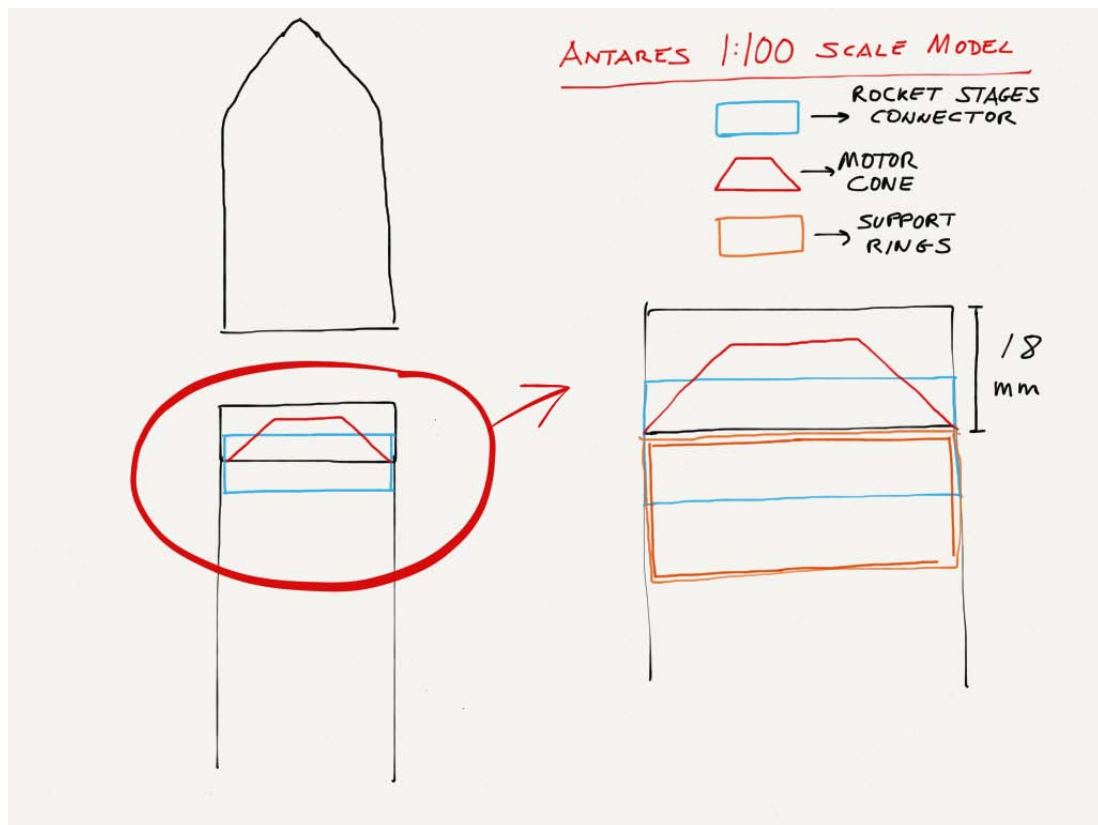 ANTARES 1:100 SCALE MODEL
ROCKET STAGES
CONNECTOR
MOTOR
CONE
SUPPORT
RINGS
18
mm